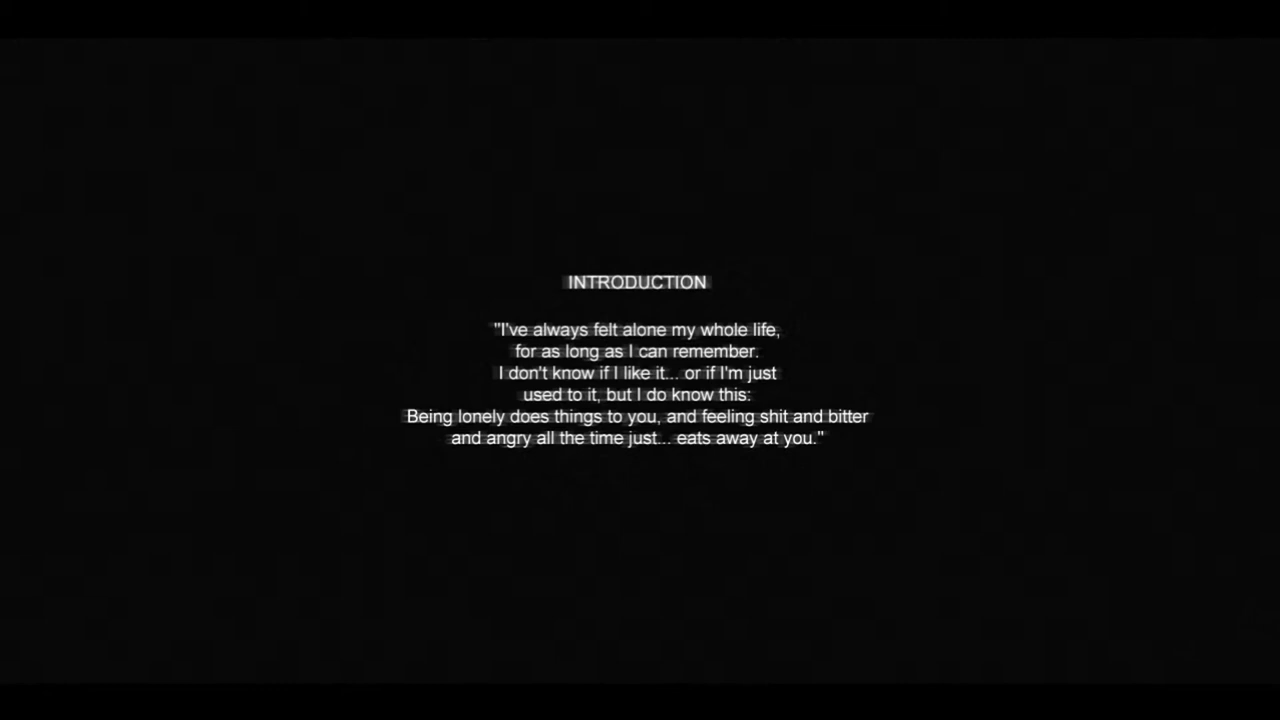 INTRODUCTION
"I've always felt alone my whole life,
for as long as I can remember.
I don't know if I like it... or if I'm just
used to it, but I do know this:
Being lonely does things to you, and feeling shit and bitter
and angry all the time just... eats away at you."